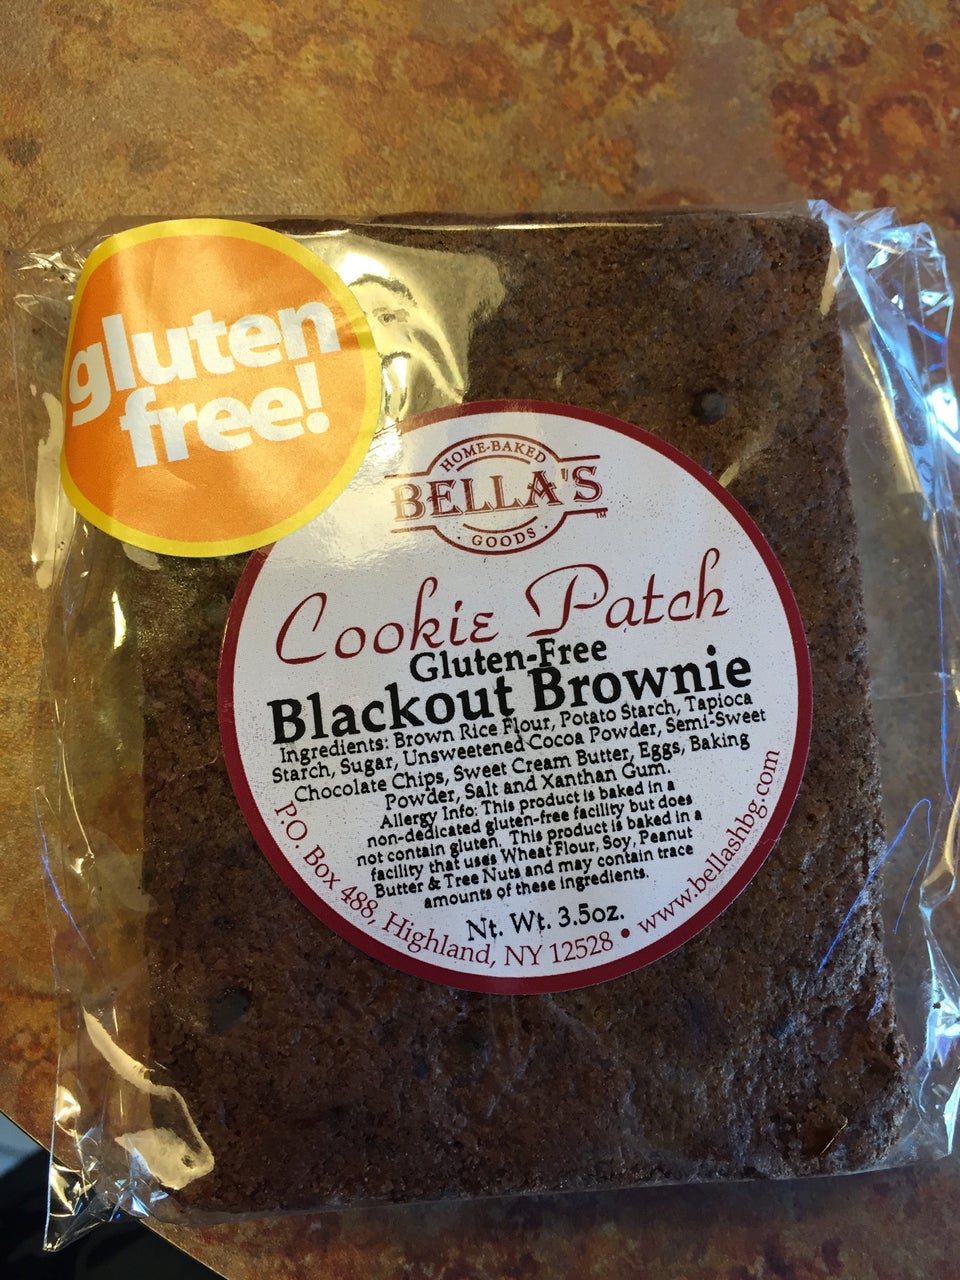 gluten
free!
HOME-BAKED
BELLA'S
™
GOODS
Cookie Patch
Gluten-Free
Blackout Brownie
Ingredients: Brown Rice Flour, Potato Starch, Tapioca
Starch, Sugar, Unsweetened Cocoa Powder, Semi-Sweet
Chocolate Chips, Sweet Cream Butter, Eggs, Baking
Powder, Salt and Xanthan Gum.
Allergy Info: This product is baked in a
non-dedicated gluten-free facility but does
not contain gluten. This product is baked in a
facility that uses Wheat Flour, Soy, Peanut
Butter & Tree Nuts and may contain trace
amounts of these ingredients.
Nt. Wt. 3.5oz.
P.O. Box 488, Highland, NY 12528 • www.bellashbg.com